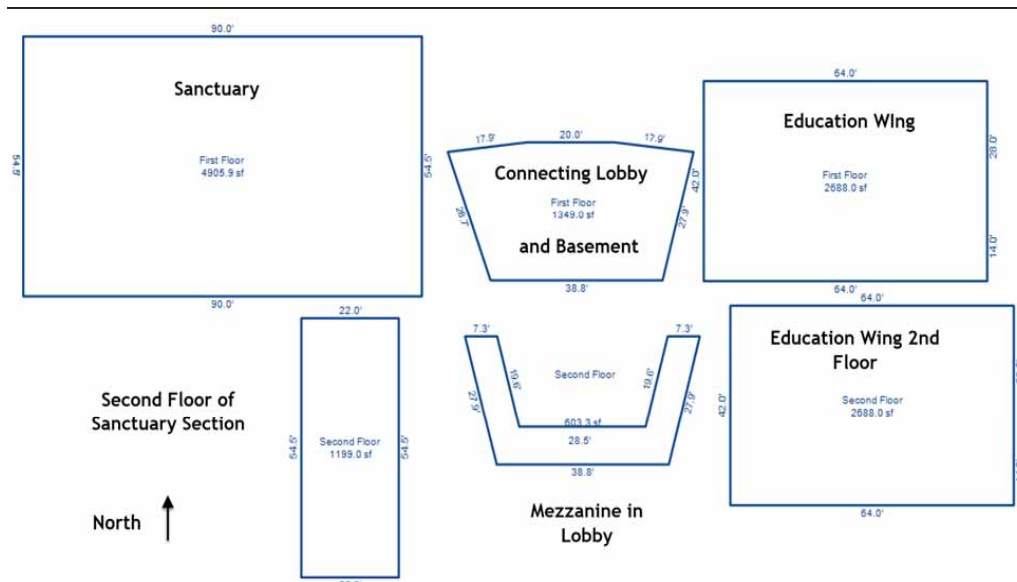 90.0'
Sanctuary
First Floor
4905.9 sf
54.5'
90.0'
17.9'
20.0'
17.9'
Connecting Lobby
First Floor
1349.0 sf
and Basement
27.9'
38.8'
64.0'
Education WIng
First Floor
2688.0 sf
42.0'
28.0'
14.0'
64.0'
22.0'
Second Floor of
Sanctuary Section
54.5'
Second Floor
1199.0 sf
54.5'
North
7.3'
7.3'
Second Floor
19.6'
19.6'
27.9'
27.9'
603.3 sf
28.5'
38.8'
Mezzanine in
Lobby
64.0'
Education Wing 2nd
Floor
Second Floor
2688.0 sf
42.0'
64.0'